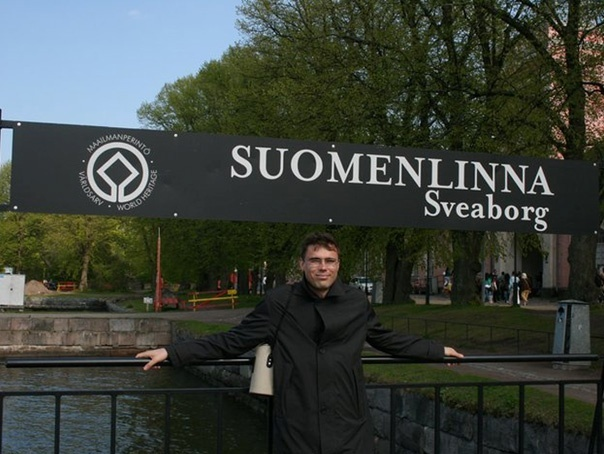 MAAILMANPERINTÖ
VÄRLDSARV
WORLD HERITAGE
SUOMENLINNA
Sveaborg